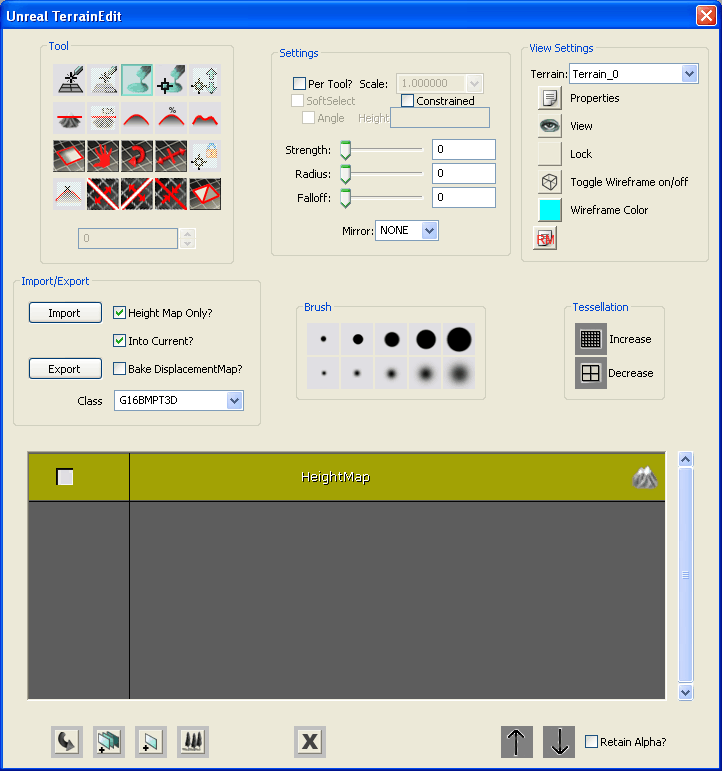 Unreal TerrainEdit
Tool
0
Settings
Per Tool? Scale: 1.000000
SoftSelect Constrained
Angle Height
Strength: 0
Radius: 0
Falloff: 0
Mirror: NONE
View Settings
Terrain: Terrain_0
Properties
View
Lock
Toggle Wireframe on/off
Wireframe Color
RM
Import/Export
Import Height Map Only?
Into Current?
Export Bake DisplacementMap?
Class G16BMPT3D
Brush
Tessellation
Increase
Decrease
HeightMap
X
Retain Alpha?